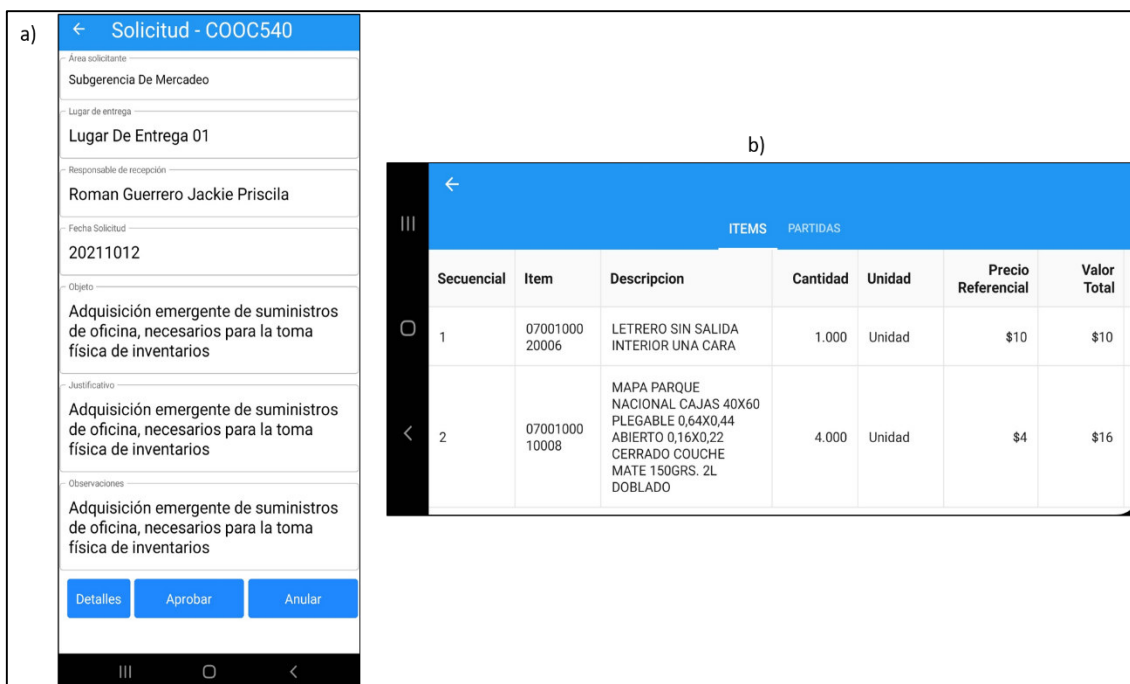 a)
Solicitud - COOC540
Área solicitante
Subgerencia De Mercadeo
Lugar de entrega
Lugar De Entrega 01
Responsable de recepción
Roman Guerrero Jackie Priscila
Fecha Solicitud
20211012
Objeto
Adquisición emergente de suministros
de oficina, necesarios para la toma
física de inventarios
Justificativo
Adquisición emergente de suministros
de oficina, necesarios para la toma
física de inventarios
Observaciones
Adquisición emergente de suministros
de oficina, necesarios para la toma
física de inventarios
Detalles Aprobar Anular
b)
ITEMS PARTIDAS
Secuencial Item Descripcion Cantidad Unidad Precio Referencial Valor Total
1 07001000 LETRERO SIN SALIDA 1.000 Unidad $10 $10
20006 INTERIOR UNA CARA
MAPA PARQUE
NACIONAL CAJAS 40X60
PLEGABLE 0,64X0,44
2 07001000 ABIERTO 0,16X0,22 4.000 Unidad $4 $16
10008 CERRADO COUCHE
MATE 150GRS. 2L
DOBLADO